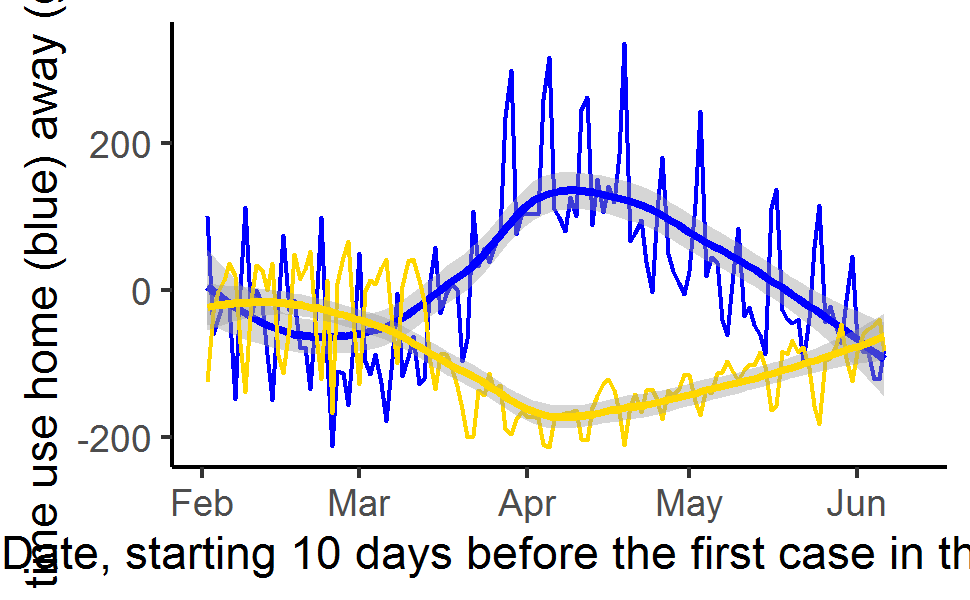 time use home (blue) away (
200
0
-200
Feb Mar Apr May Jun
Date, starting 10 days before the first case in th